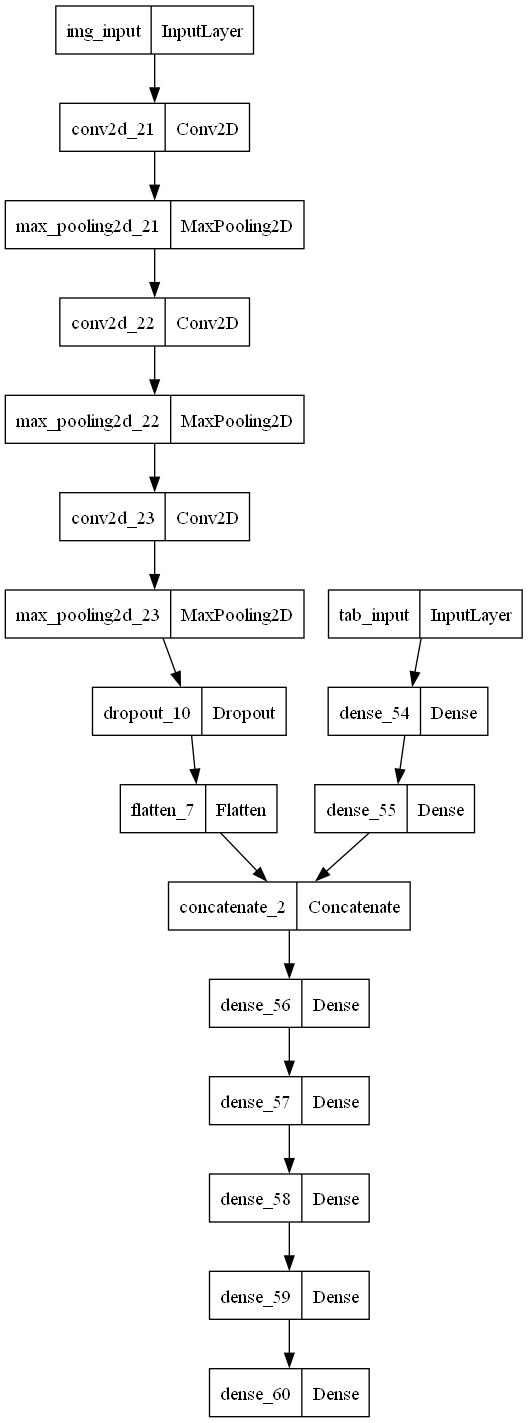 img_input InputLayer
conv2d_21 Conv2D
max_pooling2d_21 MaxPooling2D
conv2d_22 Conv2D
max_pooling2d_22 MaxPooling2D
conv2d_23 Conv2D
max_pooling2d_23 MaxPooling2D
tab_input InputLayer
dropout_10 Dropout
dense_54 Dense
flatten_7 Flatten
dense_55 Dense
concatenate_2 Concatenate
dense_56 Dense
dense_57 Dense
dense_58 Dense
dense_59 Dense
dense_60 Dense